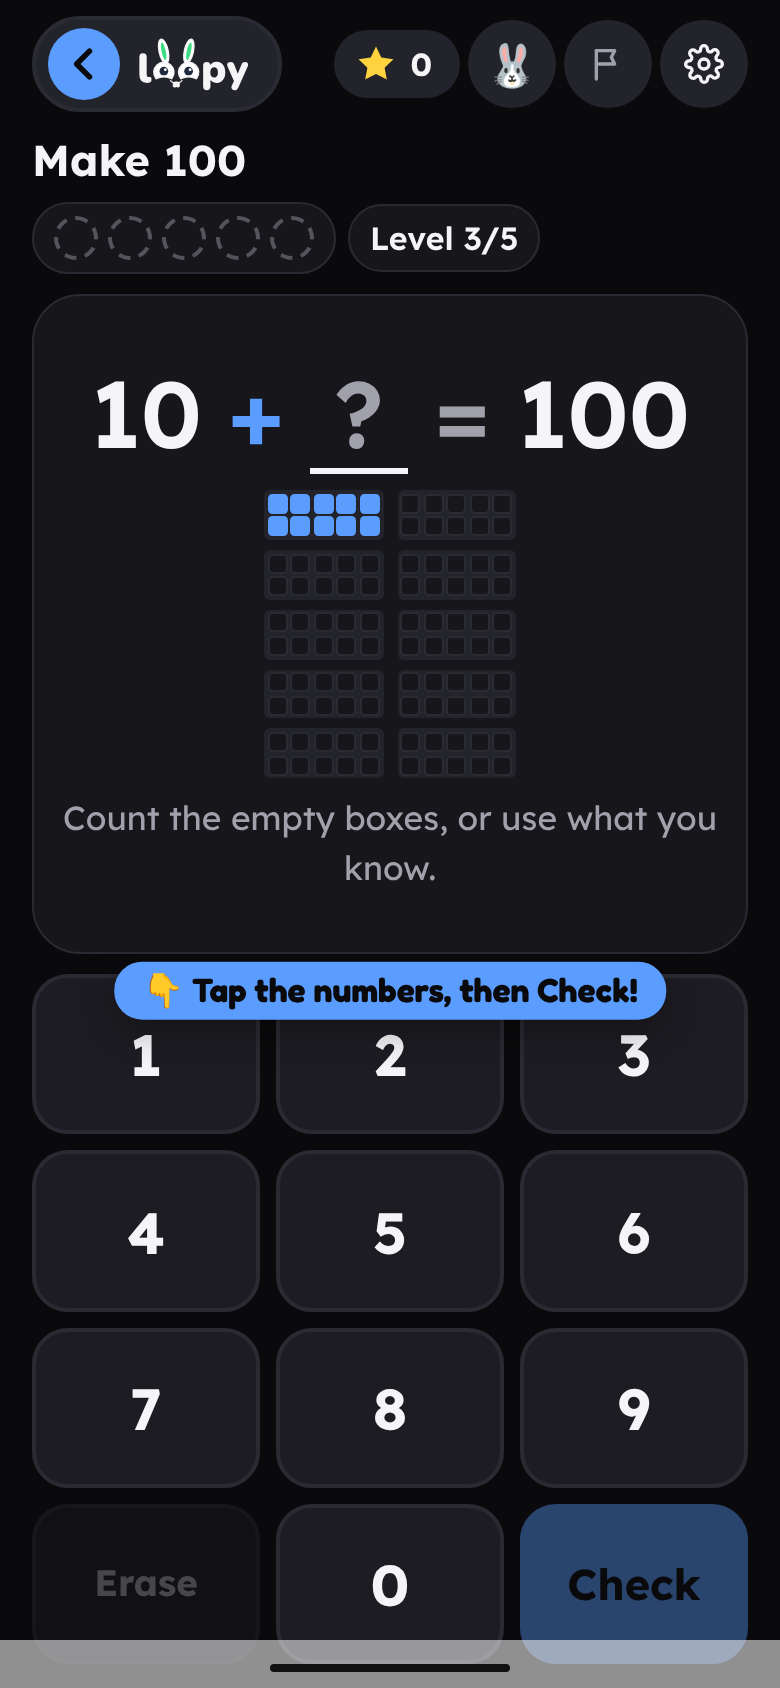 loopy
0
Make 100
Level 3/5
10 + ? = 100
Count the empty boxes, or use what you
know.
👇 Tap the numbers, then Check!
1 2 3
4 5 6
7 8 9
Erase 0 Check